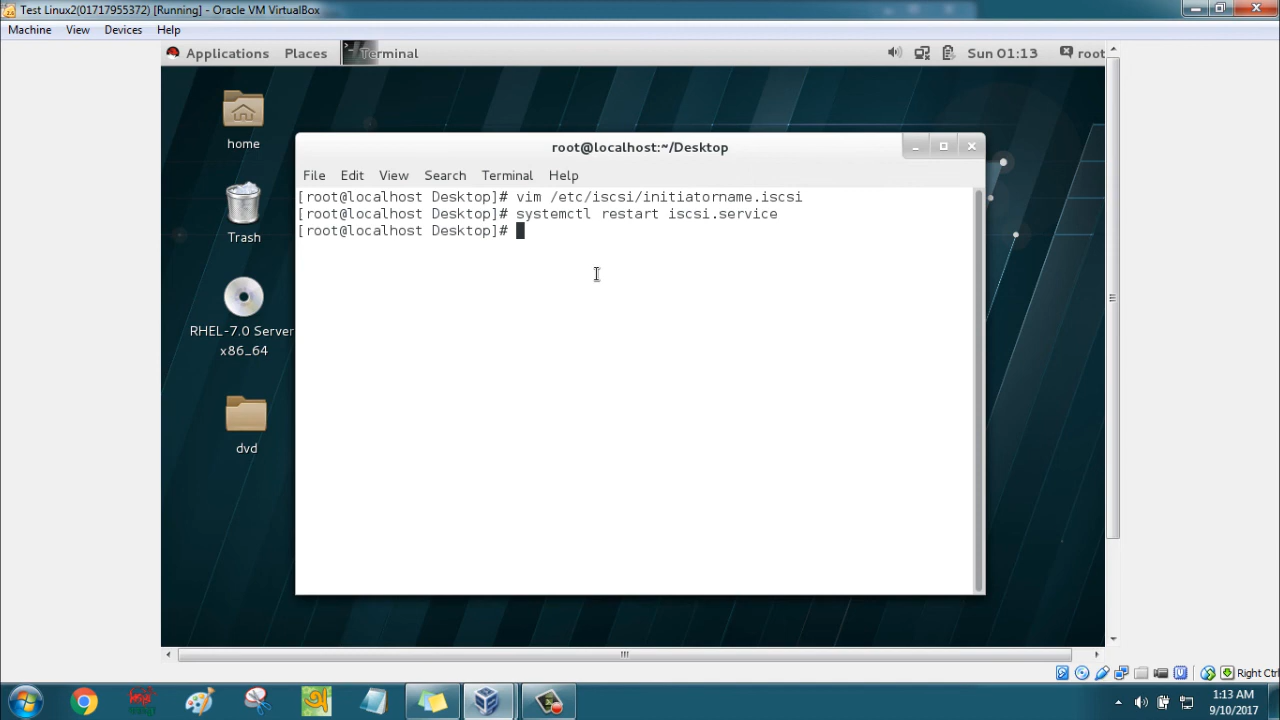 Test Linux2(01717955372) [Running] - Oracle VM VirtualBox
Machine View Devices Help
Applications Places Terminal Sun 01:13 root
home
Trash
RHEL-7.0 Server
x86_64
dvd
root@localhost:~/Desktop
File Edit View Search Terminal Help
[root@localhost Desktop]# vim /etc/iscsi/initiatorname.iscsi
[root@localhost Desktop]# systemctl restart iscsi.service
[root@localhost Desktop]#
Right Ctrl
1:13 AM
9/10/2017